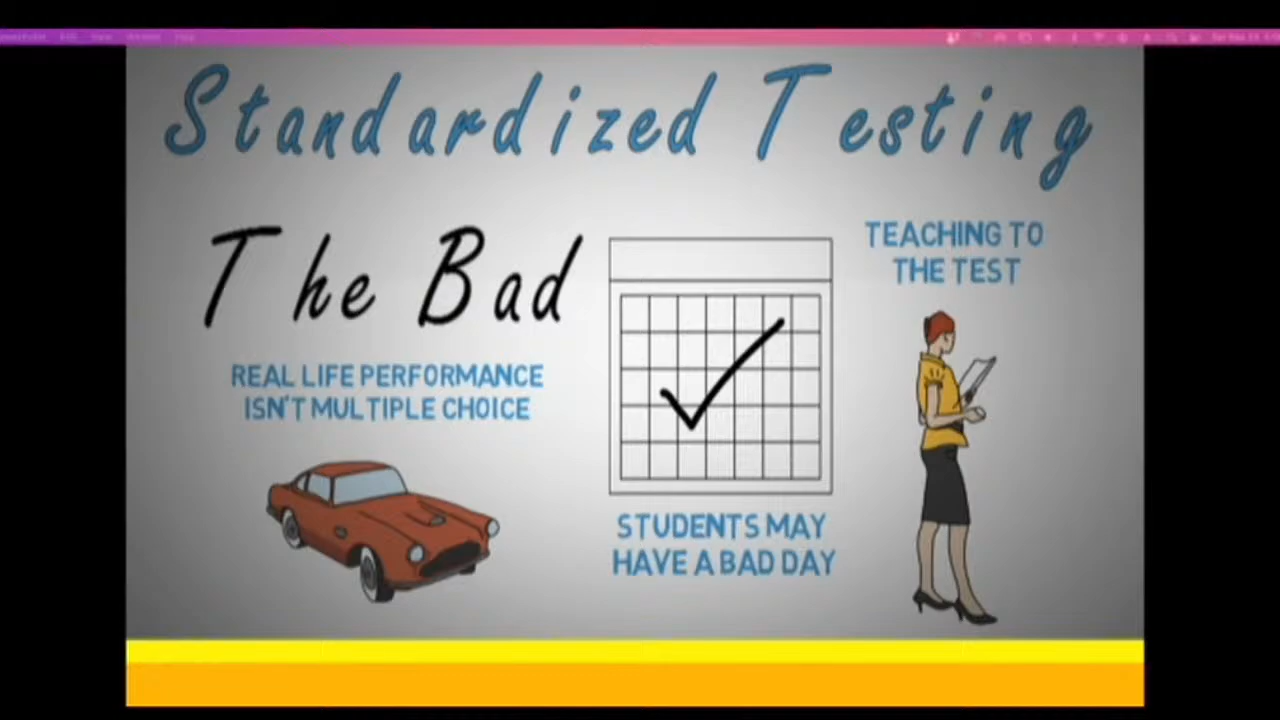 Standardized Testing
The Bad
REAL LIFE PERFORMANCE
ISN'T MULTIPLE CHOICE
STUDENTS MAY
HAVE A BAD DAY
TEACHING TO
THE TEST